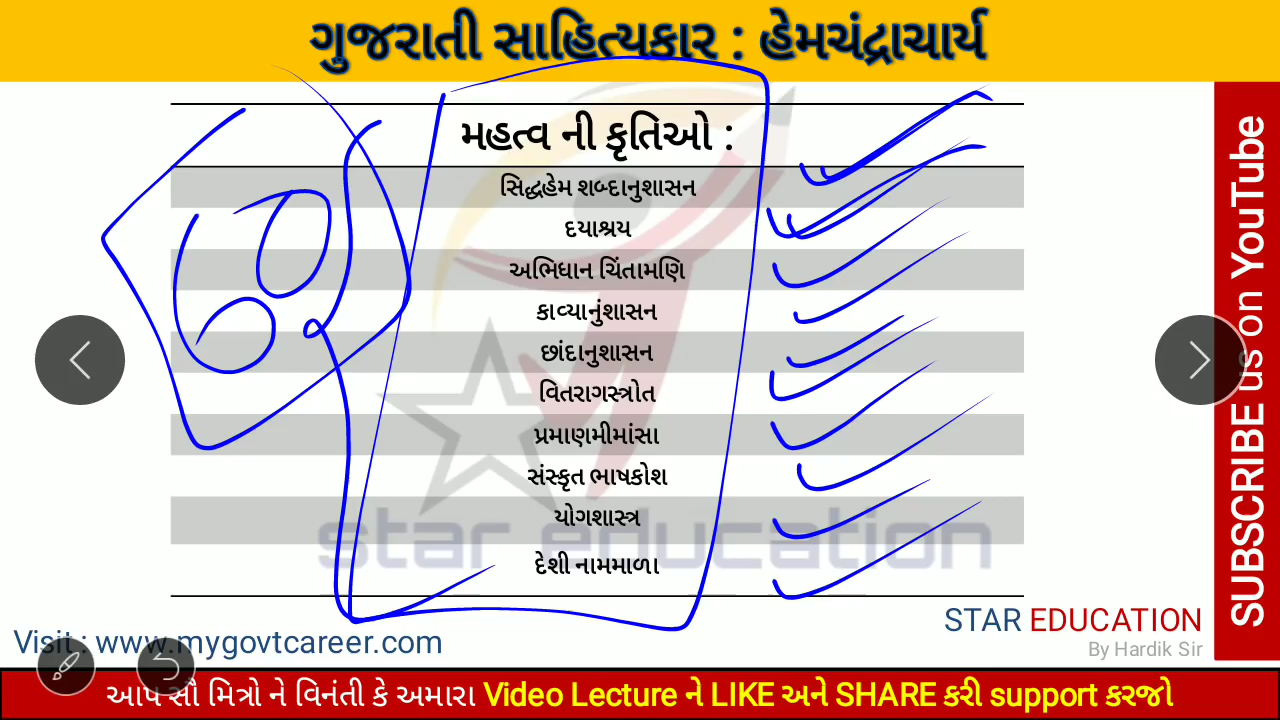 ગુજરાતી સાહિત્યકાર : હેમચંદ્રાચાર્ય
મહત્વ ની કૃતિઓ :
સિદ્ધહેમ શબ્દાનુશાસન
દયાશ્રય
અભિધાન ચિંતામણિ
કાવ્યાનુંશાસન
છાંદાનુશાસન
વિતરાગસ્ત્રોત
પ્રમાણમીમાંસા
સંસ્કૃત ભાષકોશ
યોગશાસ્ત્ર
દેશી નામમાળા
star education
STAR EDUCATION
By Hardik Sir
Visit : www.mygovtcareer.com
SUBSCRIBE us on YouTube
આપ સૌ મિત્રો ને વિનંતી કે અમારા Video Lecture ને LIKE અને SHARE કરી support કરજો